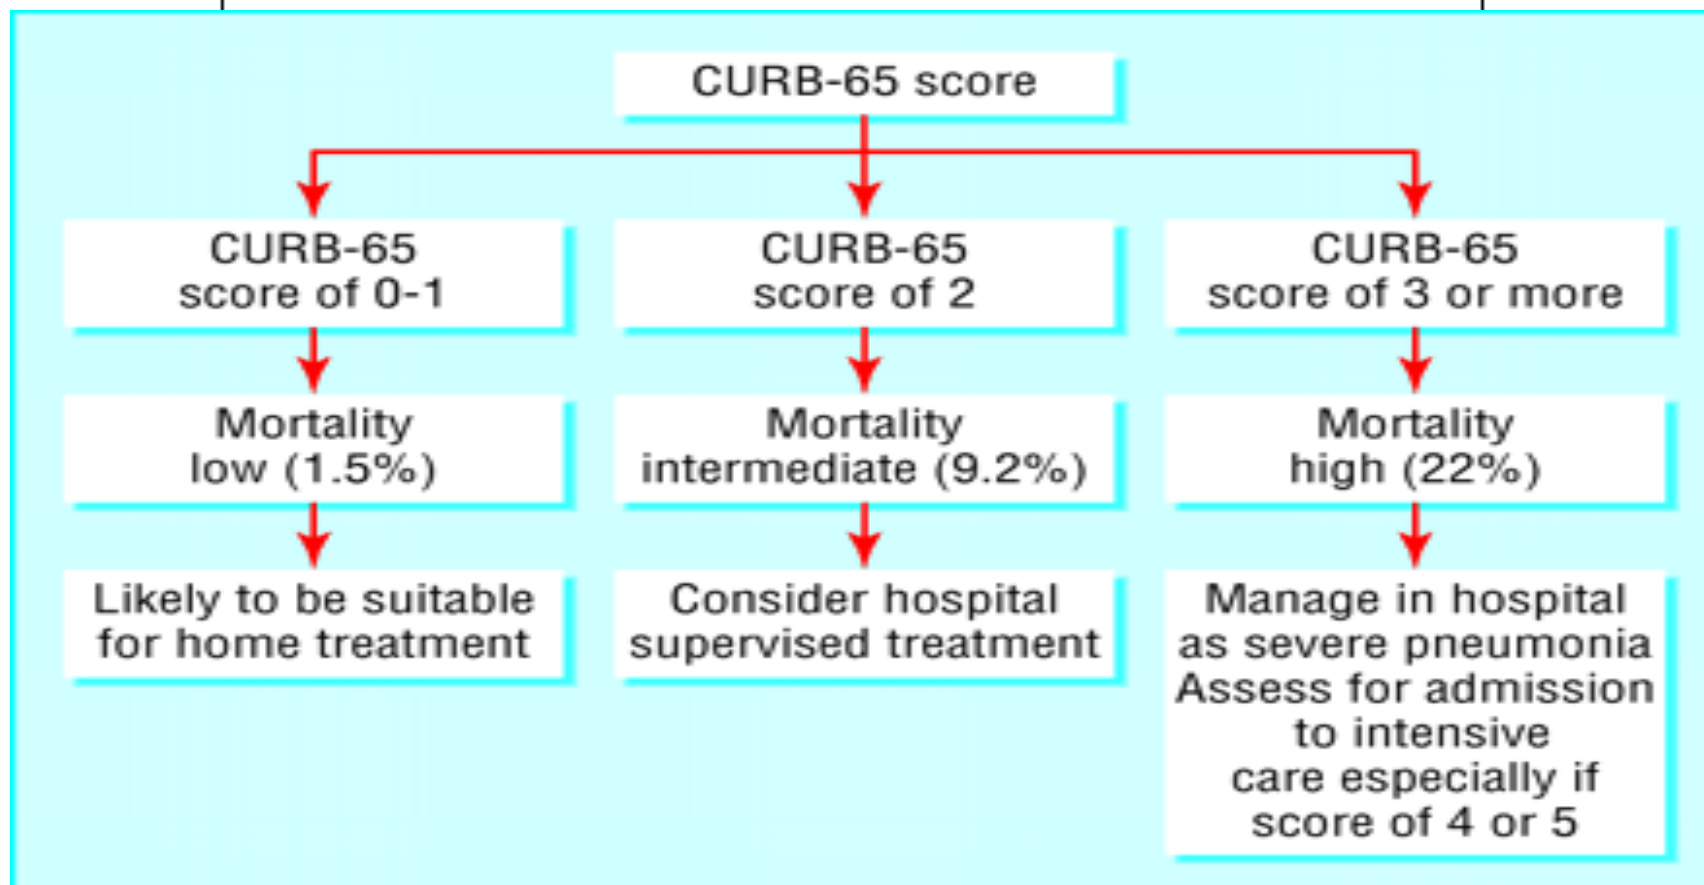 CURB-65 score
CURB-65
score of 0-1
CURB-65
score of 2
CURB-65
score of 3 or more
Mortality
low (1.5%)
Mortality
intermediate (9.2%)
Mortality
high (22%)
Likely to be suitable
for home treatment
Consider hospital
supervised treatment
Manage in hospital
as severe pneumonia
Assess for admission
to intensive
care especially if
score of 4 or 5